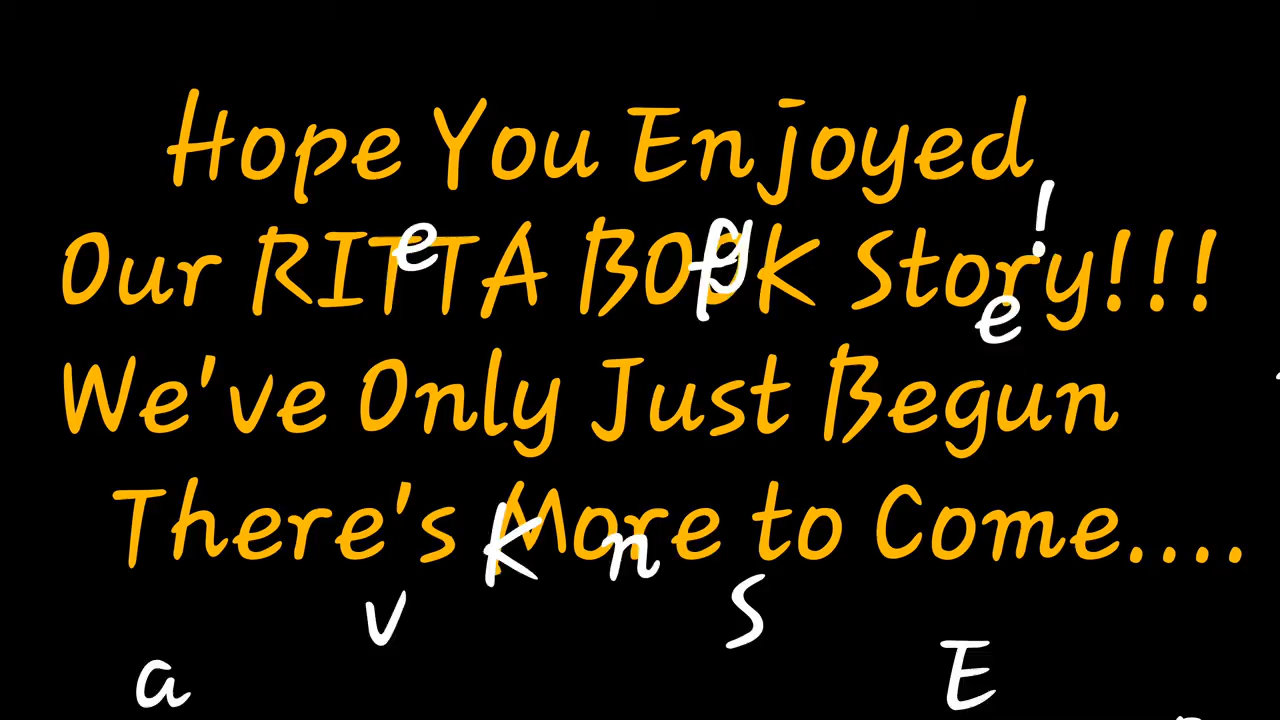 Hope You Enjoyed
Our RITTA BOOK Story!!!
We've Only Just Begun
There's More to Come....
!
e
g
f
e
K
n
v
S
a
E